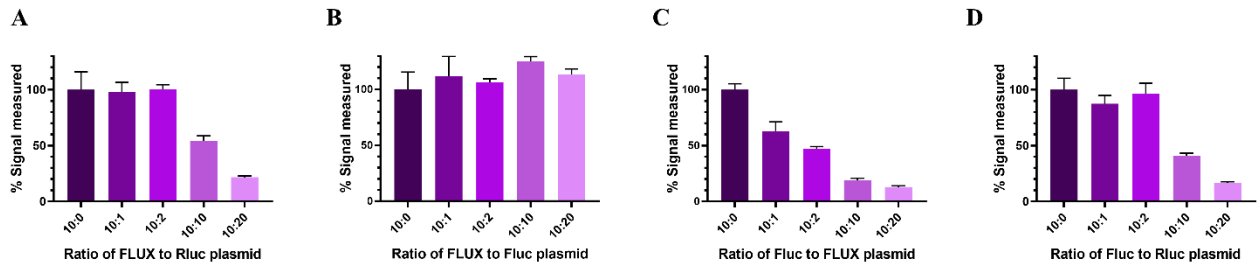 A
% Signal measured
100
50
0
10:0
10:1
10:2
10:10
10:20
Ratio of FLUX to Rluc plasmid
B
% Signal measured
100
50
0
10:0
10:1
10:2
10:10
10:20
Ratio of FLUX to Fluc plasmid
C
% Signal measured
100
50
0
10:0
10:1
10:2
10:10
10:20
Ratio of Fluc to FLUX plasmid
D
% Signal measured
100
50
0
10:0
10:1
10:2
10:10
10:20
Ratio of Fluc to Rluc plasmid